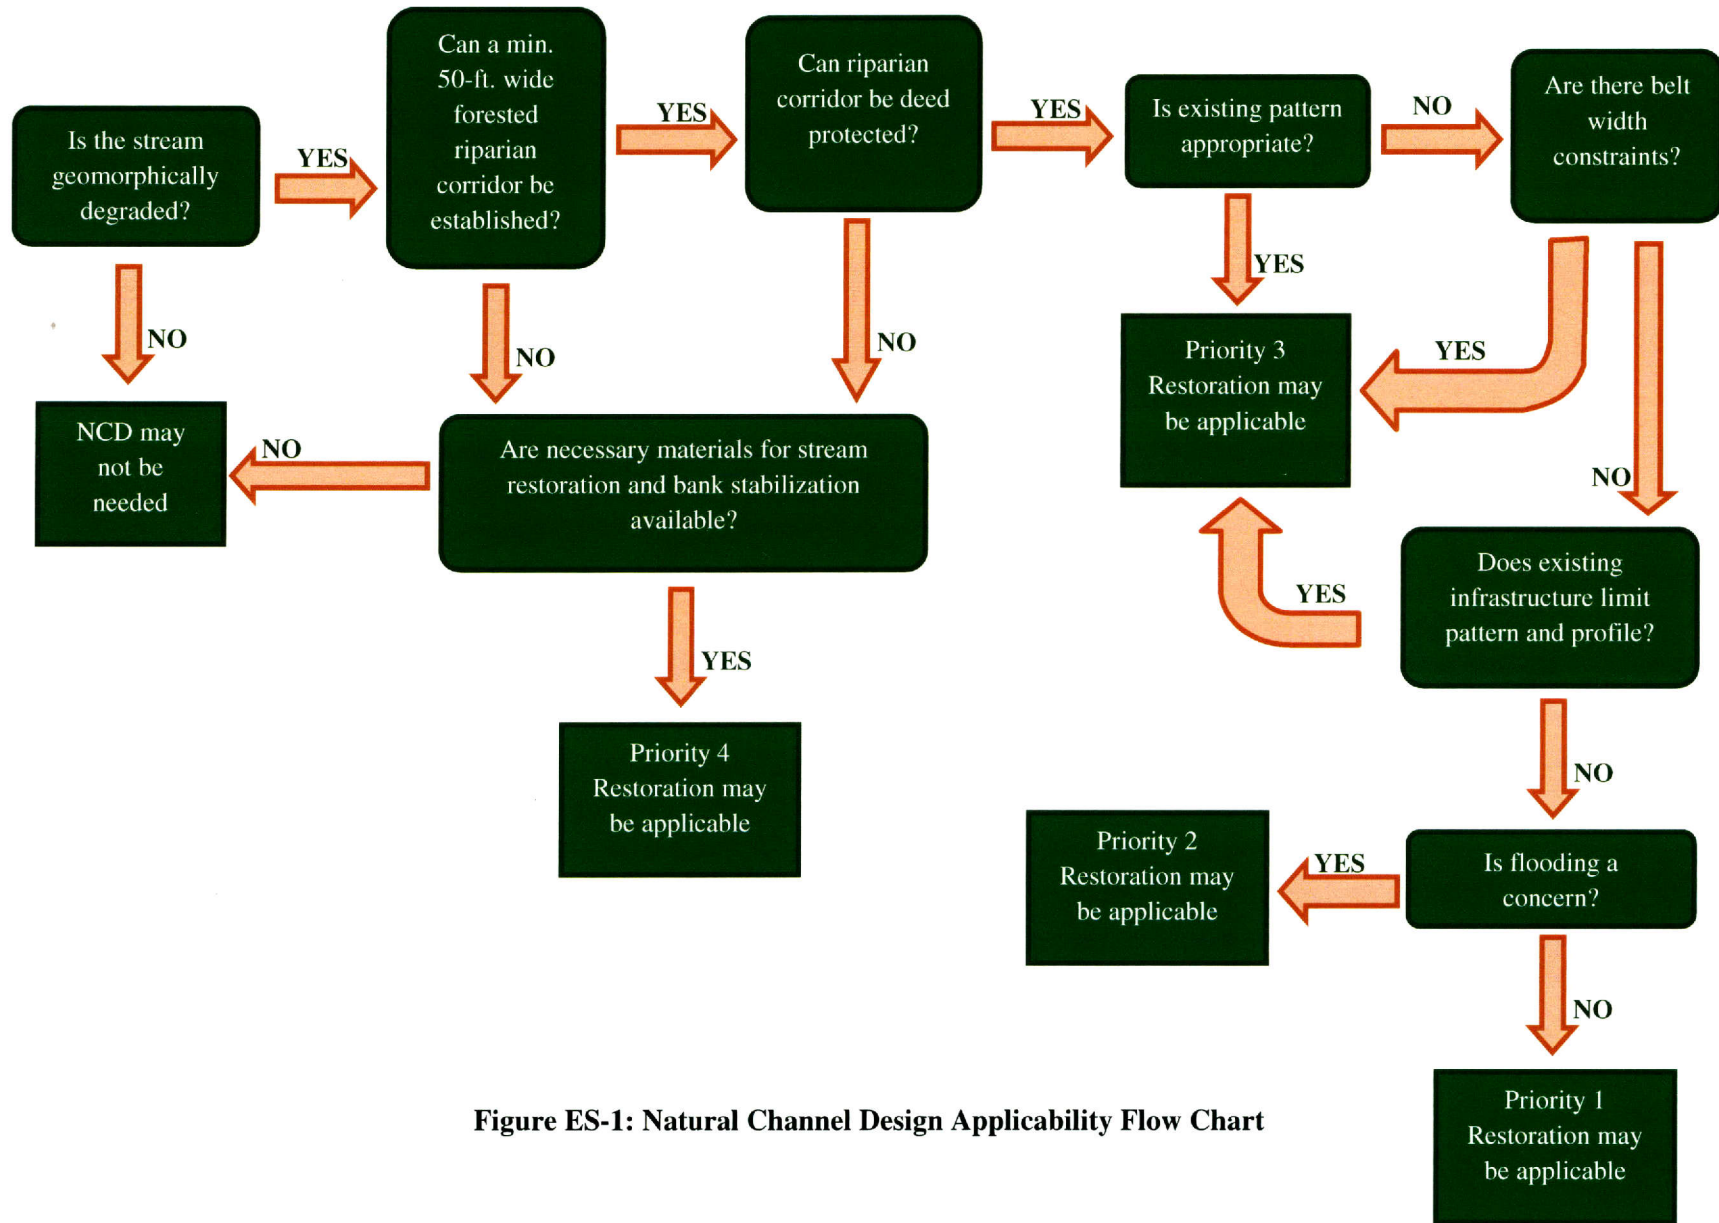 Is the stream
geomorphically
degraded?
YES
NO
NCD may
not be
needed
Can a min.
50-ft. wide
forested
riparian
corridor be
established?
YES
NO
Can riparian
corridor be deed
protected?
YES
NO
Are necessary materials for stream
restoration and bank stabilization
available?
NO
YES
Priority 4
Restoration may
be applicable
Is existing pattern
appropriate?
NO
YES
Are there belt
width
constraints?
YES
NO
Priority 3
Restoration may
be applicable
Does existing
infrastructure limit
pattern and profile?
YES
NO
Is flooding a
concern?
YES
NO
Priority 2
Restoration may
be applicable
Priority 1
Restoration may
be applicable
Figure ES-1: Natural Channel Design Applicability Flow Chart